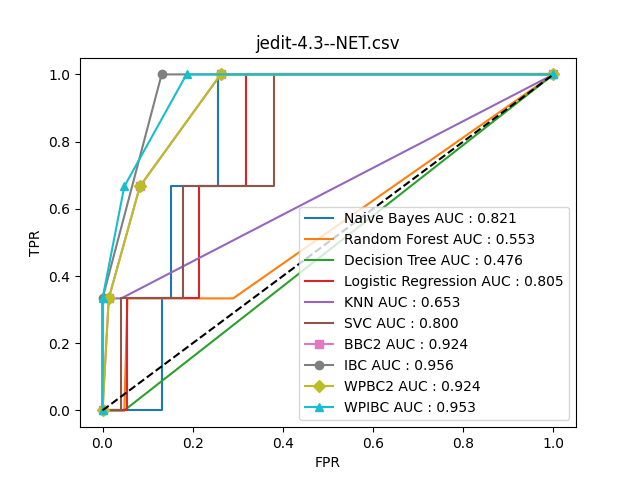 jedit-4.3--NET.csv
1.0
0.8
0.6
0.4
0.2
0.0
TPR
0.0 0.2 0.4 0.6 0.8 1.0
FPR
Naive Bayes AUC : 0.821
Random Forest AUC : 0.553
Decision Tree AUC : 0.476
Logistic Regression AUC : 0.805
KNN AUC : 0.653
SVC AUC : 0.800
BBC2 AUC : 0.924
IBC AUC : 0.956
WPBC2 AUC : 0.924
WPIBC AUC : 0.953